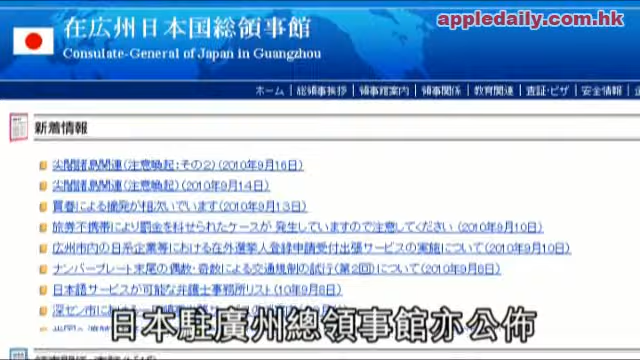 appledaily.com.hk
在広州日本国総領事館
Consulate-General of Japan in Guangzhou
ホーム | 総領事挨拶 | 領事館案内 | 領事関係 | 教育関連 | 査証・ビザ | 安全情報 |
新着情報
尖閣諸島関連(注意喚起:その2)(2010年9月16日)
尖閣諸島関連(注意喚起)(2010年9月14日)
買春による摘発が相次いでいます(2010年9月13日)
旅券不携帯により罰金を科せられたケースが発生していますので注意してください (2010年9月10日)
広州市内の日系企業等における在外選挙人登録申請受付出張サービスの実施について(2010年9月10日)
ナンバープレート末尾の偶数・奇数による交通規制の試行(第2回)について(2010年9月6日)
日本語サービスが可能な弁護士事務所リスト(10年9月6日)
深セン市におけ
日本駐廣州總領事館亦公佈